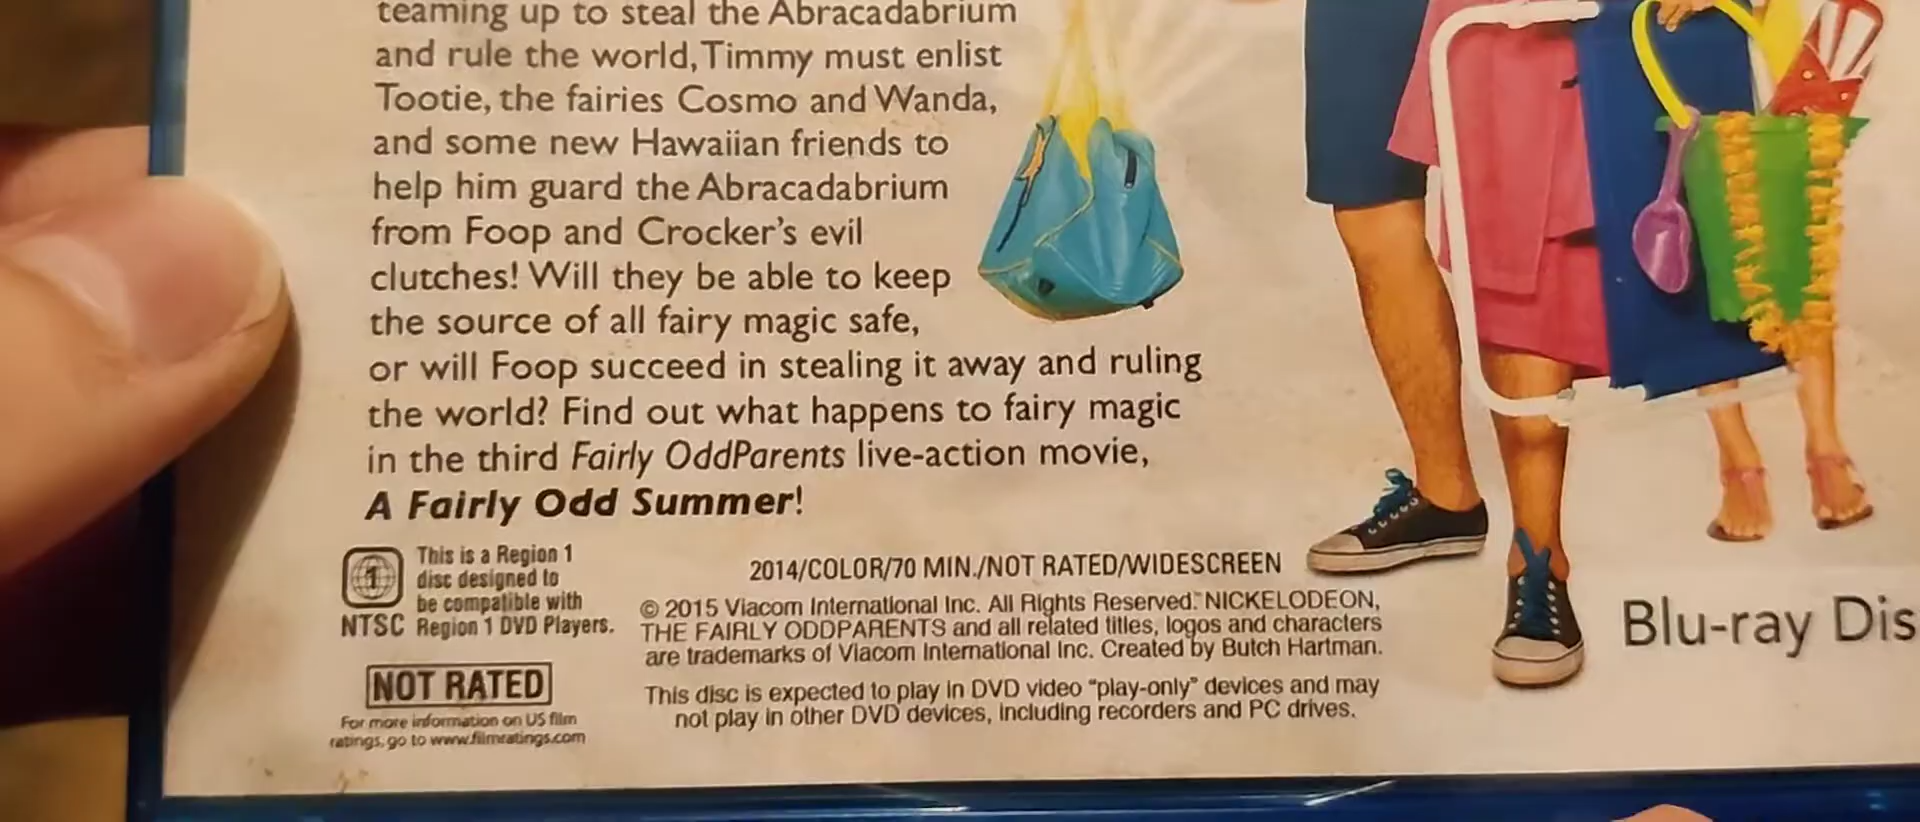 teaming up to steal the Abracadabrium
and rule the world, Timmy must enlist
Tootie, the fairies Cosmo and Wanda,
and some new Hawaiian friends to
help him guard the Abracadabrium
from Foop and Crocker's evil
clutches! Will they be able to keep
the source of all fairy magic safe,
or will Foop succeed in stealing it away and ruling
the world? Find out what happens to fairy magic
in the third Fairly OddParents live-action movie,
A Fairly Odd Summer!
1
This is a Region 1
disc designed to
be compatible with
NTSC Region 1 DVD Players.
NOT RATED
For more information on US film
ratings, go to www.filmratings.com
2014/COLOR/70 MIN./NOT RATED/WIDESCREEN
© 2015 Viacom International Inc. All Rights Reserved. NICKELODEON,
THE FAIRLY ODDPARENTS and all related titles, logos and characters
are trademarks of Viacom International Inc. Created by Butch Hartman.
This disc is expected to play in DVD video "play-only" devices and may
not play in other DVD devices, including recorders and PC drives.
Blu-ray Dis